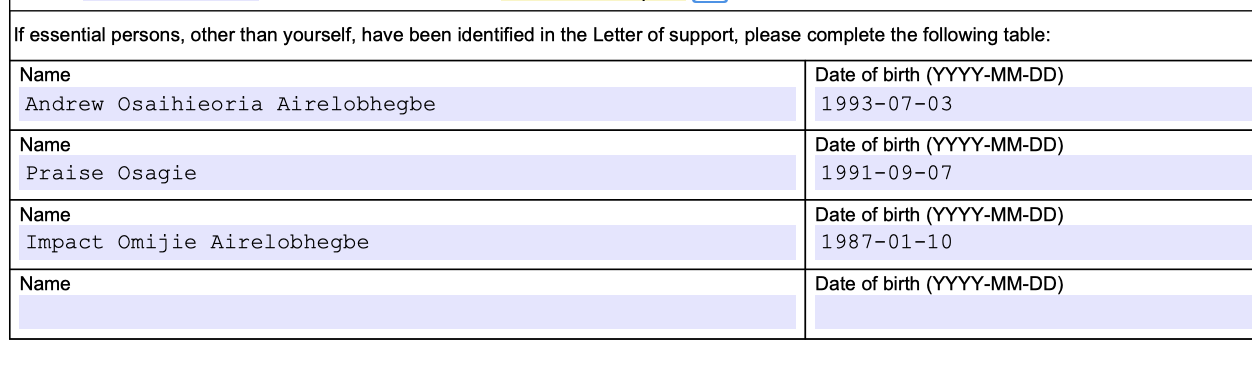 If essential persons, other than yourself, have been identified in the Letter of support, please complete the following table:
Name
Date of birth (YYYY-MM-DD)
Andrew Osaihieoria Airelobhegbe
1993-07-03
Name
Date of birth (YYYY-MM-DD)
Praise Osagie
1991-09-07
Name
Date of birth (YYYY-MM-DD)
Impact Omijie Airelobhegbe
1987-01-10
Name
Date of birth (YYYY-MM-DD)